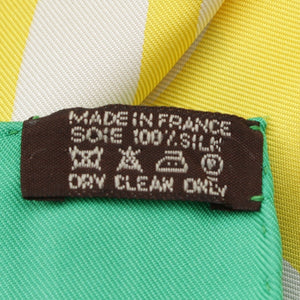 MADE IN FRANCE
SOIE 100% SILK
DRY CLEAN ONLY